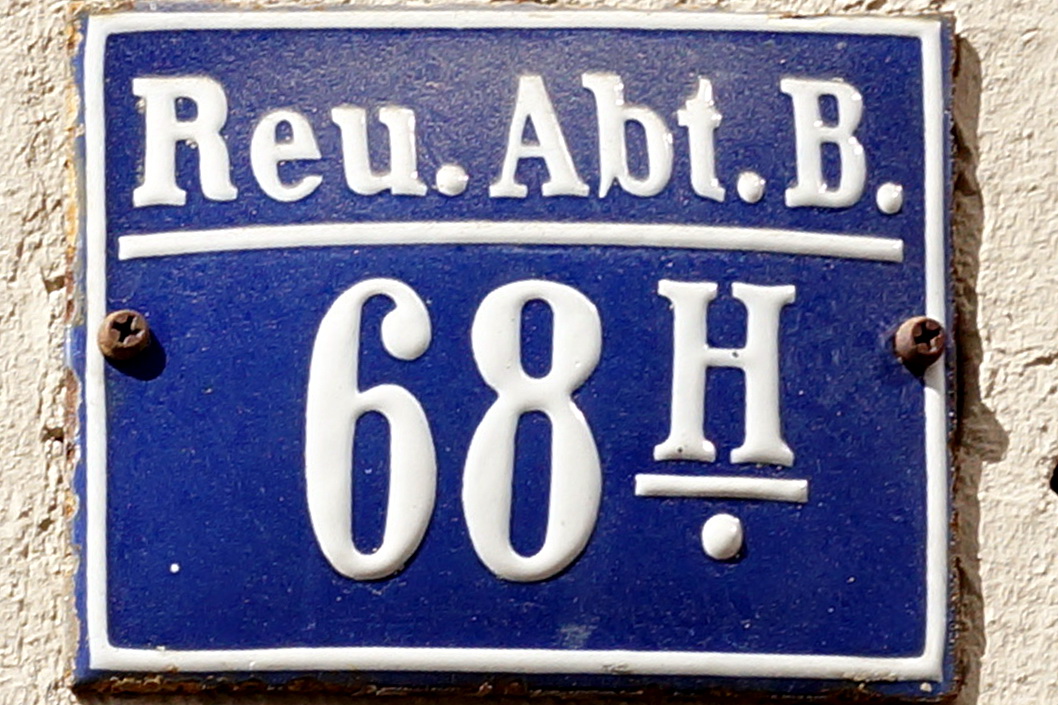 Reu. Abt. B.
68 H.